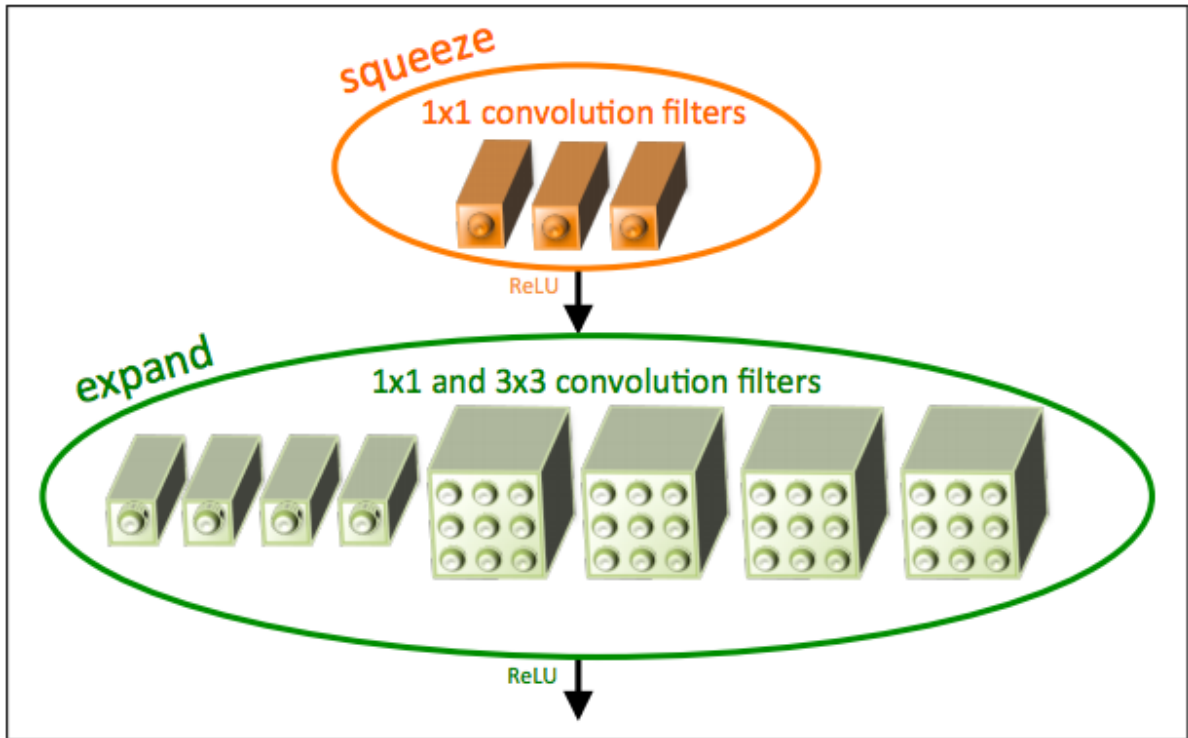 squeeze
1x1 convolution filters
ReLU
expand
1x1 and 3x3 convolution filters
ReLU